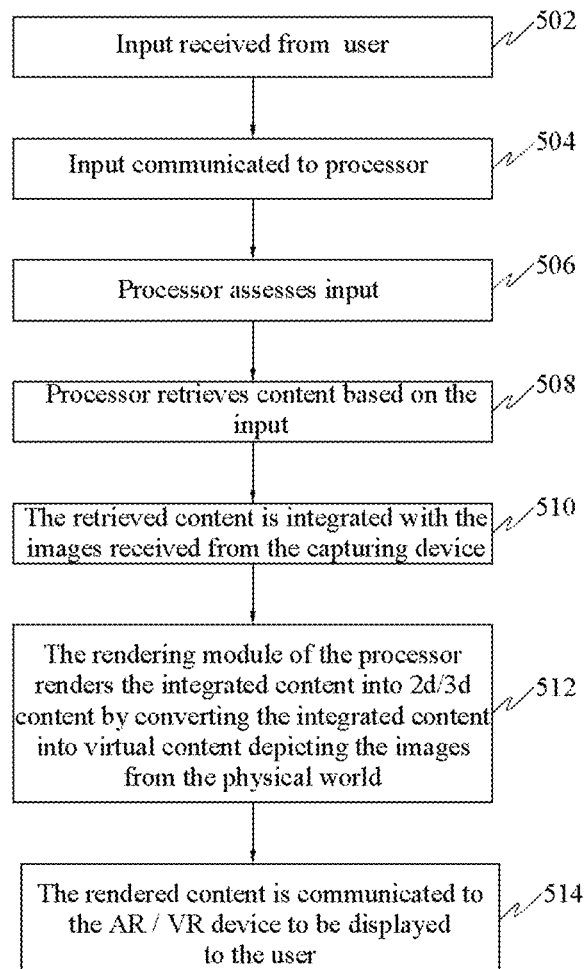 Input received from user
502
Input communicated to processor
504
Processor assesses input
506
Processor retrieves content based on the
input
508
The retrieved content is integrated with the
images received from the capturing device
510
The rendering module of the processor
renders the integrated content into 2d/3d
content by converting the integrated content
into virtual content depicting the images
from the physical world
512
The rendered content is communicated to
the AR / VR device to be displayed
to the user
514